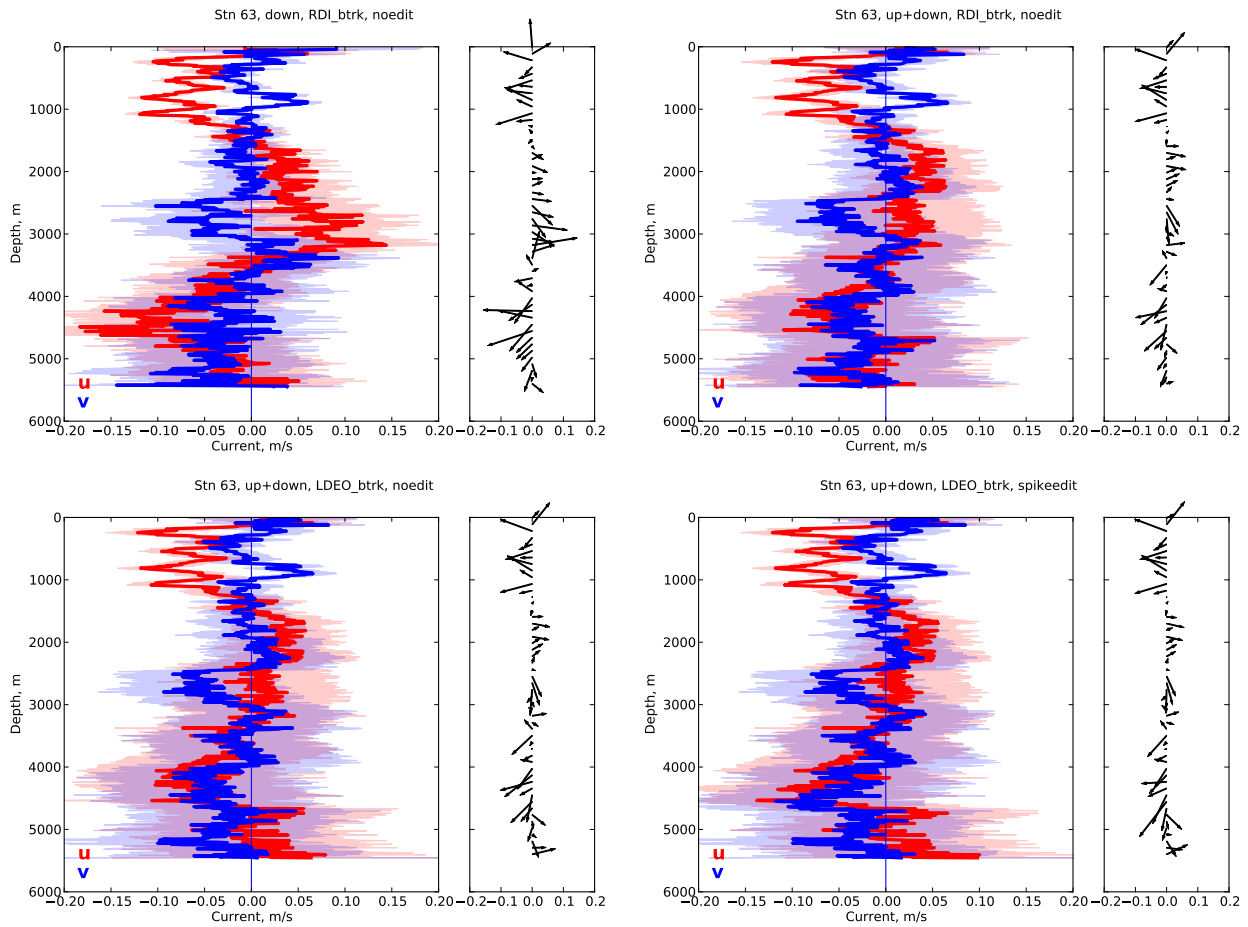 Stn 63, down, RDI_btrk, noedit
0
1000
2000
3000
4000
5000
6000
Depth, m
u
v
−0.20 −0.15 −0.10 −0.05 0.00 0.05 0.10 0.15 0.20
Current, m/s
−0.2 −0.1 0.0 0.1 0.2
Stn 63, up+down, RDI_btrk, noedit
0
1000
2000
3000
4000
5000
6000
Depth, m
u
v
−0.20 −0.15 −0.10 −0.05 0.00 0.05 0.10 0.15 0.20
Current, m/s
−0.2 −0.1 0.0 0.1 0.2
Stn 63, up+down, LDEO_btrk, noedit
0
1000
2000
3000
4000
5000
6000
Depth, m
u
v
−0.20 −0.15 −0.10 −0.05 0.00 0.05 0.10 0.15 0.20
Current, m/s
−0.2 −0.1 0.0 0.1 0.2
Stn 63, up+down, LDEO_btrk, spikeedit
0
1000
2000
3000
4000
5000
6000
Depth, m
u
v
−0.20 −0.15 −0.10 −0.05 0.00 0.05 0.10 0.15 0.20
Current, m/s
−0.2 −0.1 0.0 0.1 0.2